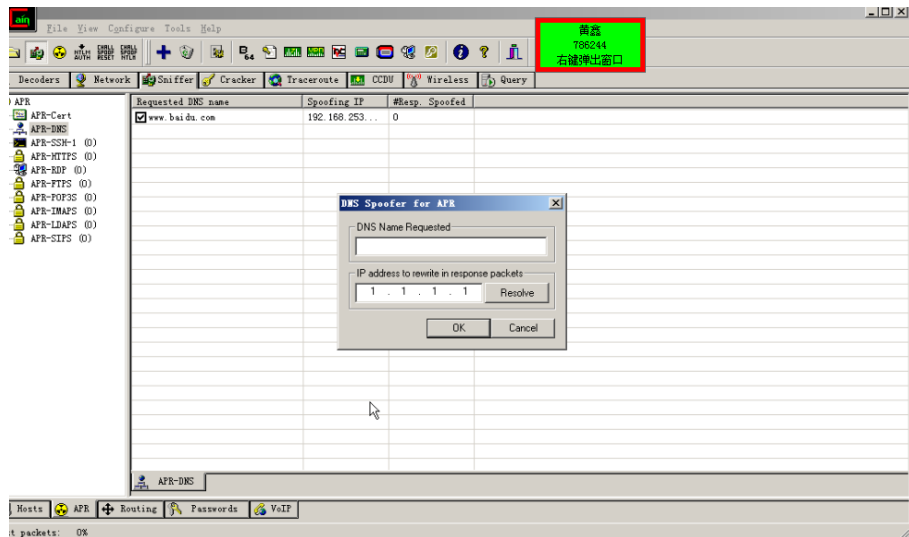 ain
File View Configure Tools Help
黄鑫
786244
右键弹出窗口
Decoders Network Sniffer Cracker Traceroute CCDU Wireless Query
APR
APR-Cert
APR-DNS
APR-SSH-1 (0)
APR-HTTPS (0)
APR-RDP (0)
APR-FTPS (0)
APR-POP3S (0)
APR-IMAPS (0)
APR-LDAPS (0)
APR-SIPS (0)
Requested DNS name Spoofing IP #Resp. Spoofed
www.baidu.com 192.168.253... 0
DNS Spoofer for APR
DNS Name Requested
IP address to rewrite in response packets
1 . 1 . 1 . 1 Resolve
OK Cancel
APR-DNS
Hosts APR Routing Passwords VoIP
t packets: 0%